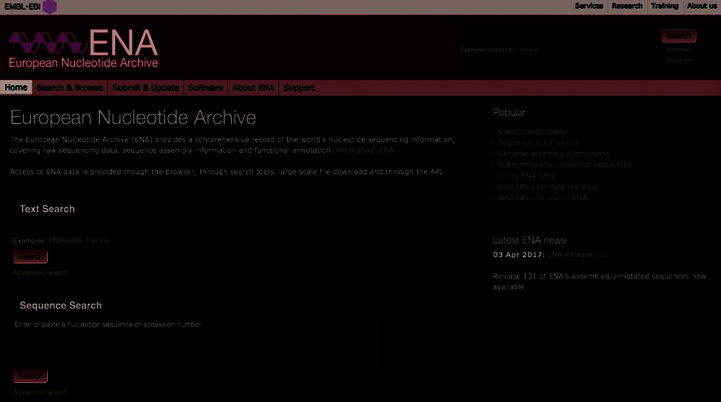 EMBL-EBI
Services Research Training About us
ENA
European Nucleotide Archive
Search
Examples: BN000065, histone
Advanced
Sequence
Home Search & Browse Submit & Update Software About ENA Support
European Nucleotide Archive
The European Nucleotide Archive (ENA) provides a comprehensive record of the world's nucleotide sequencing information,
covering raw sequencing data, sequence assembly information and functional annotation. More about ENA
Access to ENA data is provided though the browser, through search tools, large scale file download and through the API.
Text Search
Examples: BN000065, histone
Search
Advanced search
Sequence Search
Enter or paste a nucleotide sequence or accession number
Search
Advanced search
Popular
Submit and update
Sequence submissions
Genome assembly submissions
Submitting environmental sequences
Citing ENA data
Rest URLs for data retrieval
Rest URLs to search ENA
Latest ENA news
03 Apr 2017: ENA Release 131
Release 131 of ENA's assembled/annotated sequences now
available